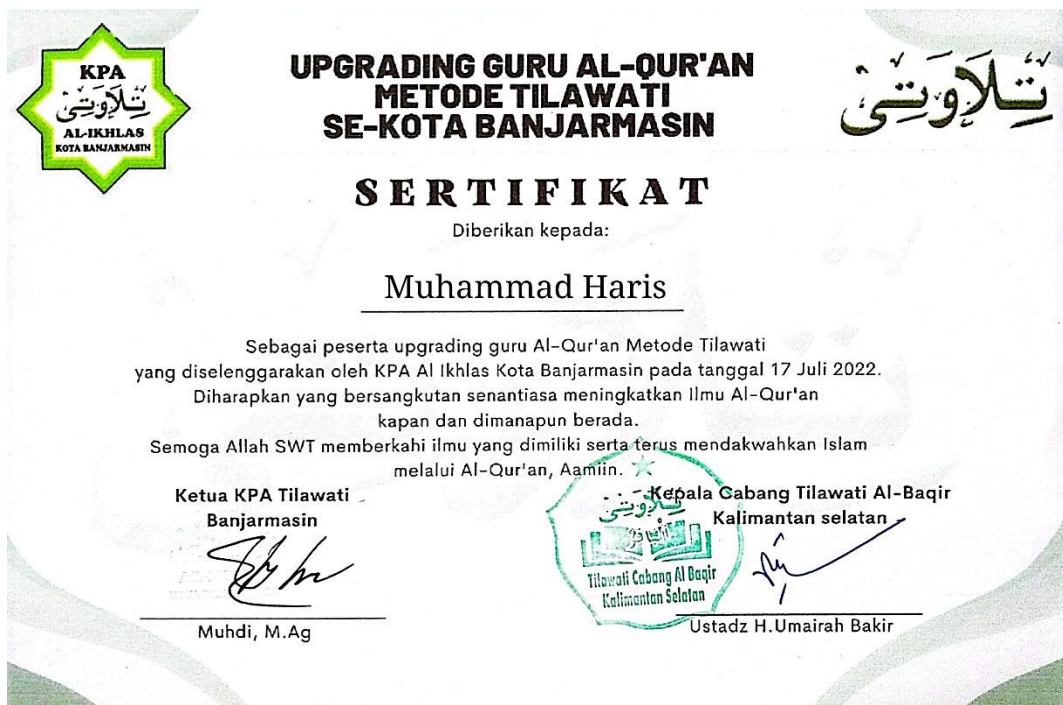 KPA
تِلَاوَتِى
AL-IKHLAS
KOTA BANJARMASIN
UPGRADING GURU AL-QUR'AN
METODE TILAWATI
SE-KOTA BANJARMASIN
تِلَاوَتِى
SERTIFIKAT
Diberikan kepada:
Muhammad Haris
Sebagai peserta upgrading guru Al-Qur'an Metode Tilawati
yang diselenggarakan oleh KPA Al Ikhlas Kota Banjarmasin pada tanggal 17 Juli 2022.
Diharapkan yang bersangkutan senantiasa meningkatkan Ilmu Al-Qur'an
kapan dan dimanapun berada.
Semoga Allah SWT memberkahi ilmu yang dimiliki serta terus mendakwahkan Islam
melalui Al-Qur'an, Aamiin.
Ketua KPA Tilawati
Banjarmasin
Muhdi, M.Ag
Kepala Cabang Tilawati Al-Baqir
Kalimantan selatan
تِلَاوَتِى
Tilawati Cabang Al Baqir
Kalimantan Selatan
Ustadz H.Umairah Bakir